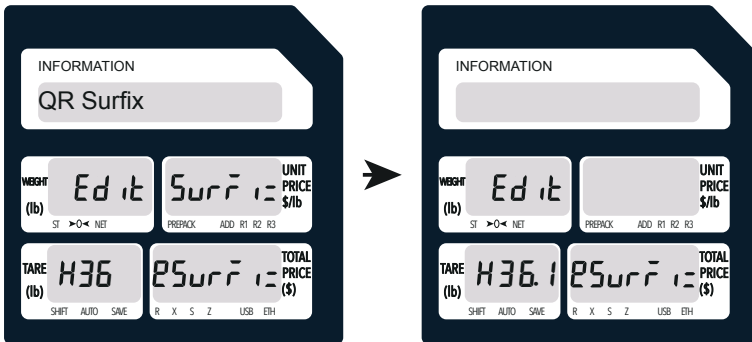 INFORMATION
QR Surfix
WEIGHT
(lb)
Edit
ST >0< NET
Surfix
PREPACK ADD R1 R2 R3
UNIT
PRICE
$/lb
TARE
(lb)
H36
SHIFT AUTO SAVE
R X S Z USB ETH
TOTAL
PRICE
($)
INFORMATION
WEIGHT
(lb)
Edit
ST >0< NET
PREPACK ADD R1 R2 R3
UNIT
PRICE
$/lb
TARE
(lb)
H36.1
SHIFT AUTO SAVE
R X S Z USB ETH
TOTAL
PRICE
($)